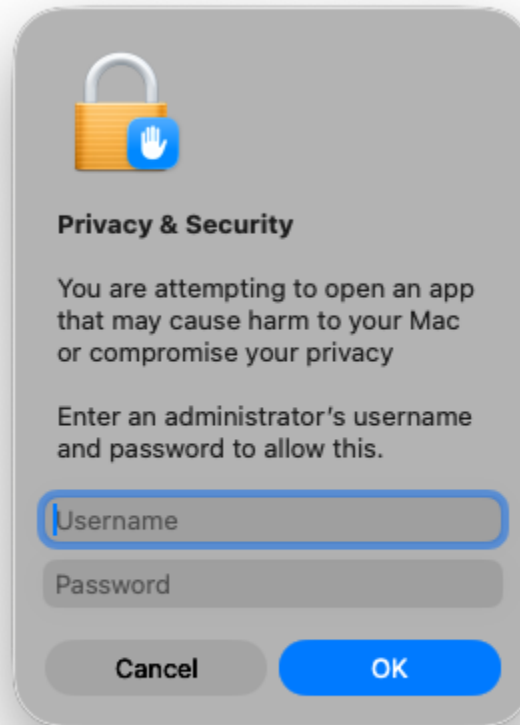 Privacy & Security
You are attempting to open an app
that may cause harm to your Mac
or compromise your privacy
Enter an administrator's username
and password to allow this.
Username
Password
Cancel
OK